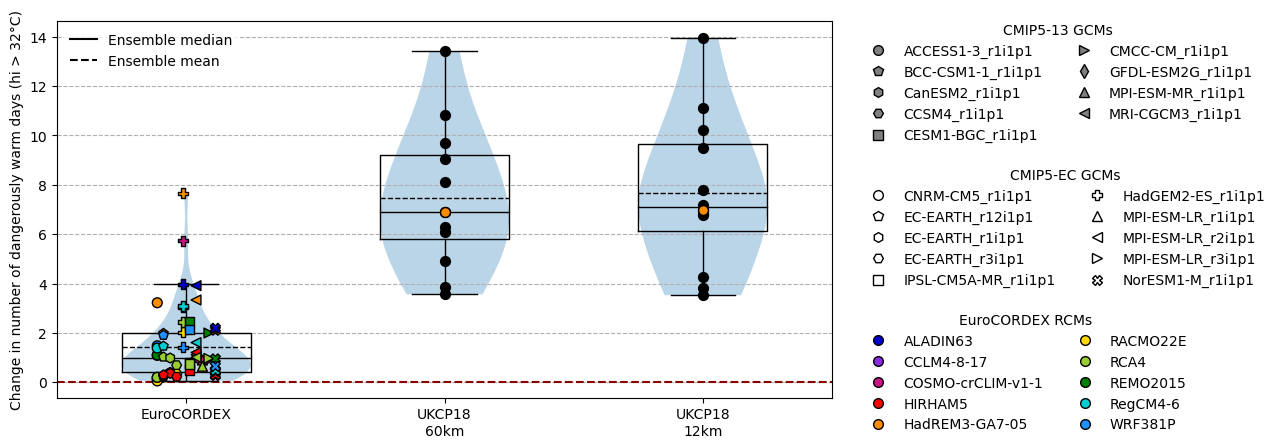 Change in number of dangerously warm days (hi > 32°C)
14
12
10
8
6
4
2
0
Ensemble median
Ensemble mean
EuroCORDEX
UKCP18
60km
UKCP18
12km
CMIP5-13 GCMs
ACCESS1-3_r1i1p1
BCC-CSM1-1_r1i1p1
CanESM2_r1i1p1
CCSM4_r1i1p1
CESM1-BGC_r1i1p1
CMCC-CM_r1i1p1
GFDL-ESM2G_r1i1p1
MPI-ESM-MR_r1i1p1
MRI-CGCM3_r1i1p1
CMIP5-EC GCMs
CNRM-CM5_r1i1p1
EC-EARTH_r12i1p1
EC-EARTH_r1i1p1
EC-EARTH_r3i1p1
IPSL-CM5A-MR_r1i1p1
HadGEM2-ES_r1i1p1
MPI-ESM-LR_r1i1p1
MPI-ESM-LR_r2i1p1
MPI-ESM-LR_r3i1p1
NorESM1-M_r1i1p1
EuroCORDEX RCMs
ALADIN63
CCLM4-8-17
COSMO-crCLIM-v1-1
HIRHAM5
HadREM3-GA7-05
RACMO22E
RCA4
REMO2015
RegCM4-6
WRF381P